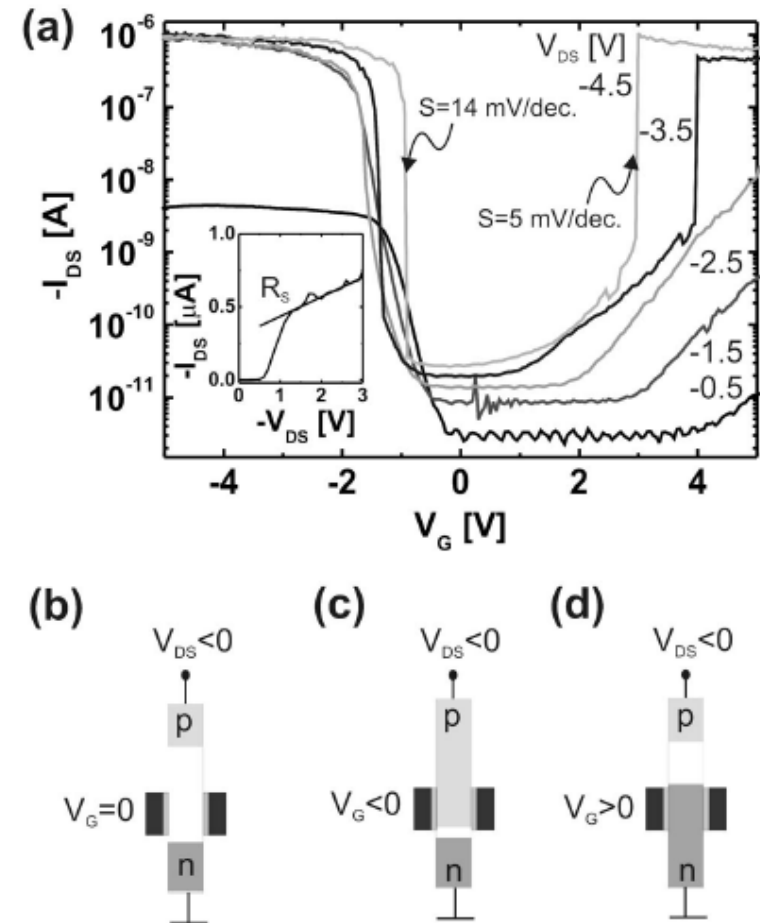 (a)
10⁻⁶
10⁻⁷
10⁻⁸
10⁻⁹
10⁻¹⁰
10⁻¹¹
-I_DS [A]
V_DS [V]
-4.5
-3.5
-2.5
-1.5
-0.5
S=14 mV/dec.
S=5 mV/dec.
1.0
0.5
0.0
-I_DS [μA]
R_S
0 1 2 3
-V_DS [V]
-4 -2 0 2 4
V_G [V]
(b) (c) (d)
V_DS<0 V_DS<0 V_DS<0
p p p
V_G=0 V_G<0 V_G>0
n n n